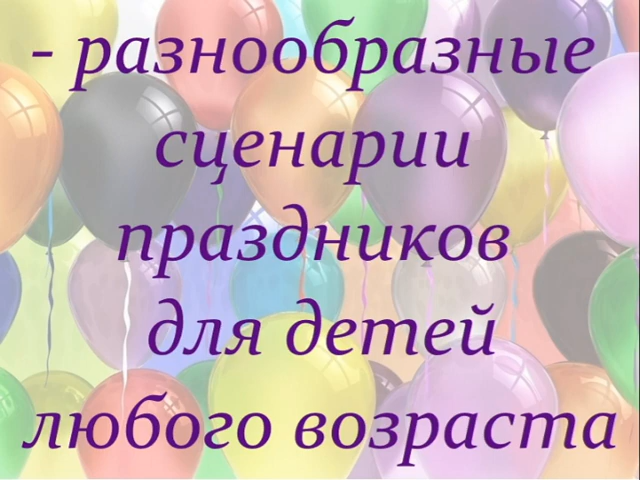 - разнообразные
сценарии
праздников
для детей
любого возраста